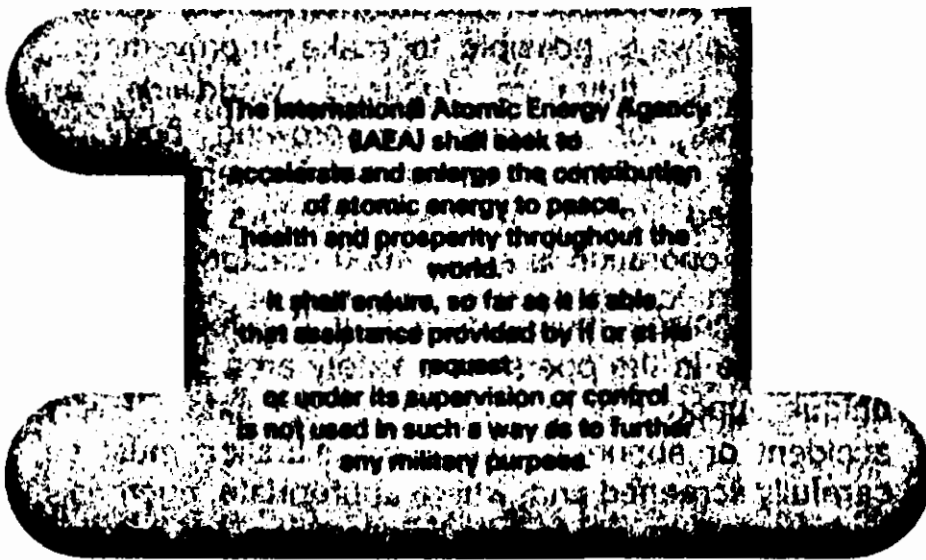 The International Atomic Energy Agency
(IAEA) shall seek to
accelerate and enlarge the contribution
of atomic energy to peace,
health and prosperity throughout the
world.
It shall ensure, so far as it is able,
that assistance provided by it or at its
request
or under its supervision or control
is not used in such a way as to further
any military purpose.